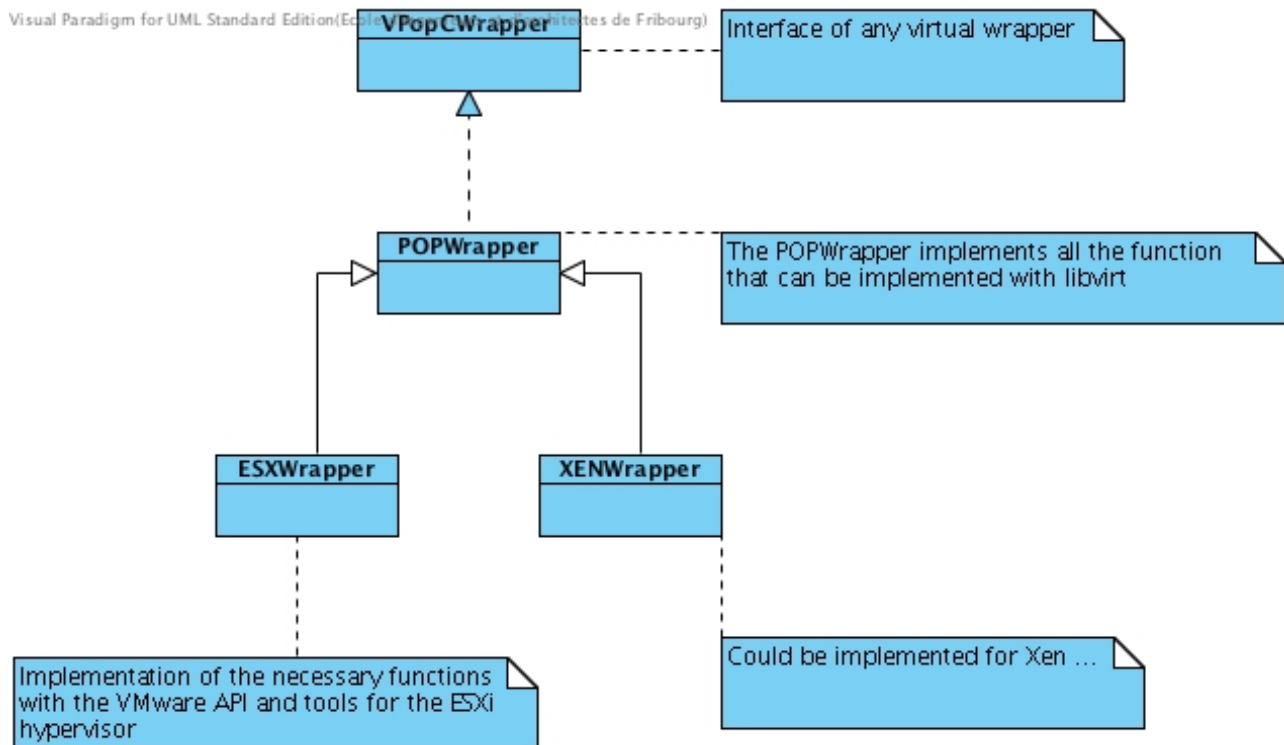 Visual Paradigm for UML Standard Edition(Ecole de Fribourg)
VPopCWrapper
Interface of any virtual wrapper
POPWrapper
The POPWrapper implements all the function
that can be implemented with libvirt
ESXWrapper
XENWrapper
Could be implemented for Xen ...
Implementation of the necessary functions
with the VMware API and tools for the ESXi
hypervisor